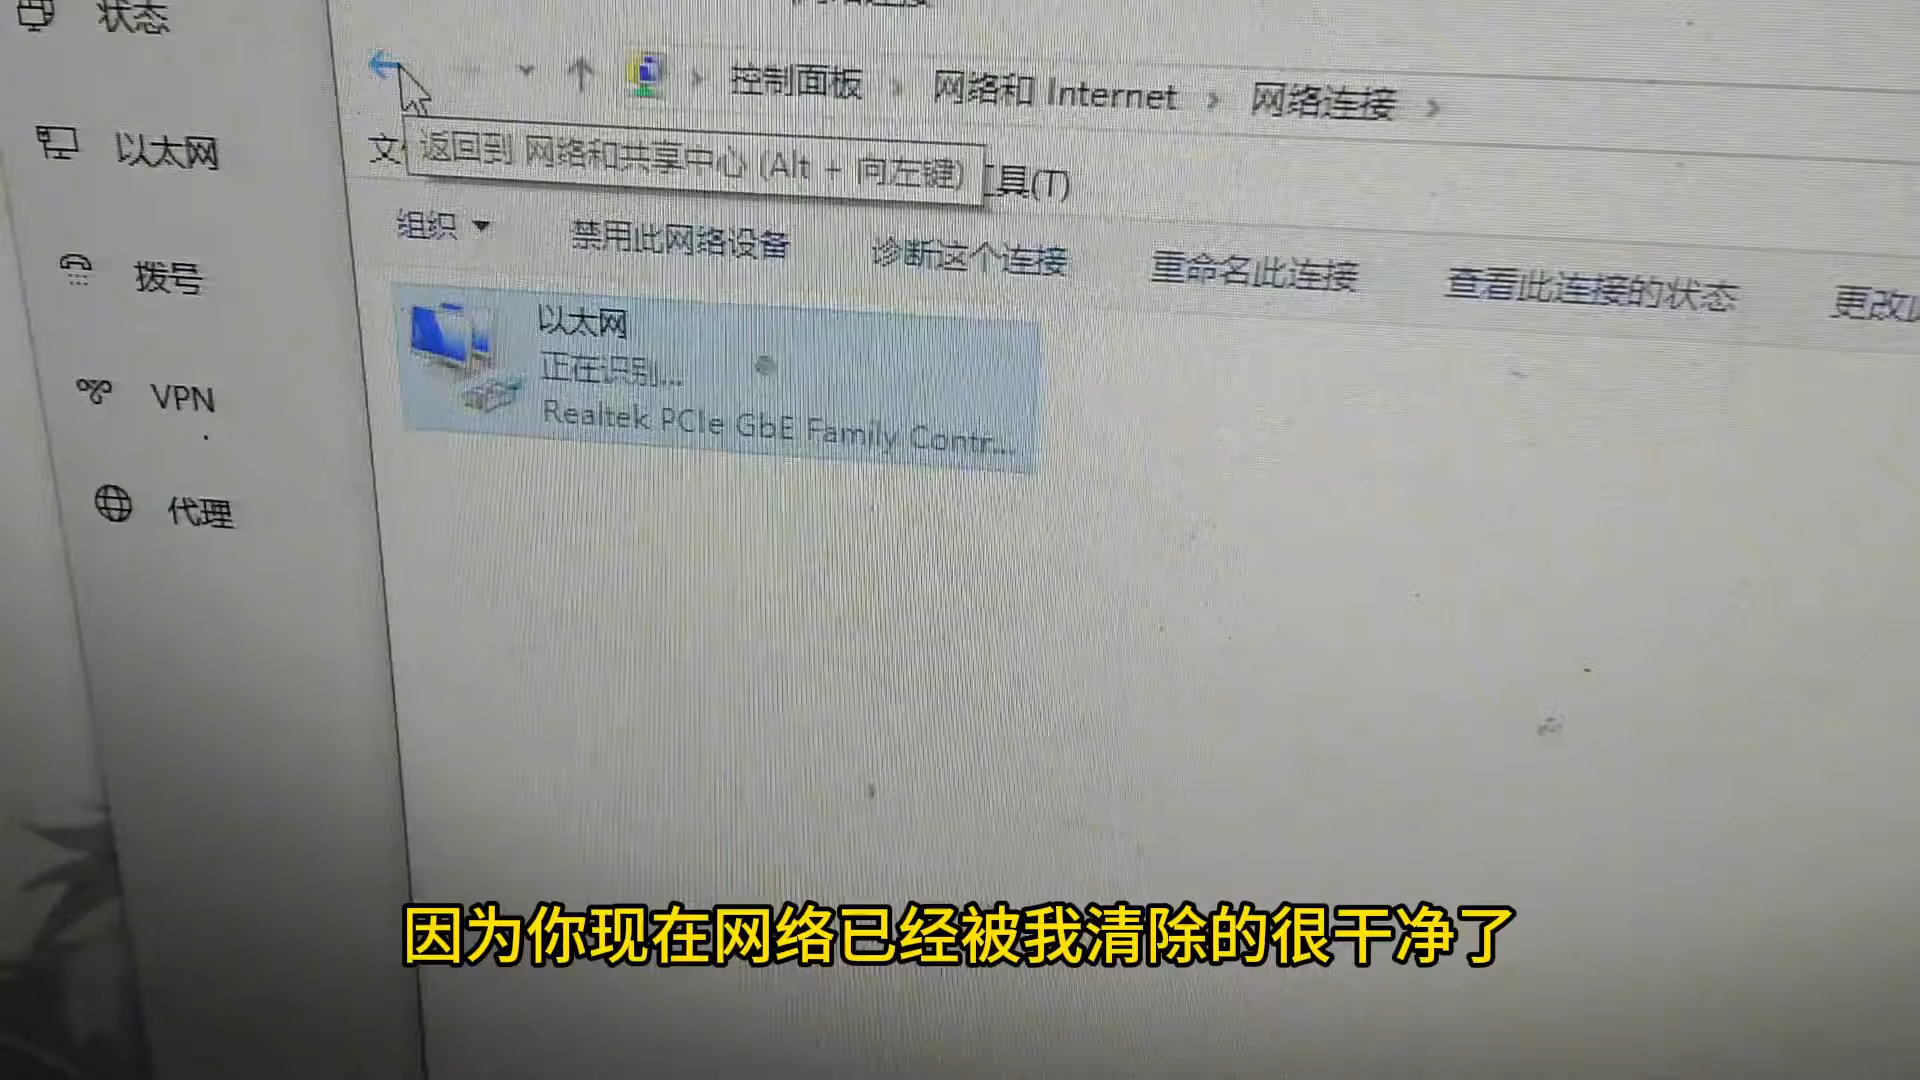 状态
控制面板 > 网络和 Internet > 网络连接 >
以太网
返回到 网络和共享中心 (Alt + 向左键)
具(T)
组织 禁用此网络设备 诊断这个连接 重命名此连接 查看此连接的状态 更改
拨号
以太网
正在识别...
Realtek PCIe GbE Family Contr...
VPN
代理
因为你现在网络已经被我清除的很干净了